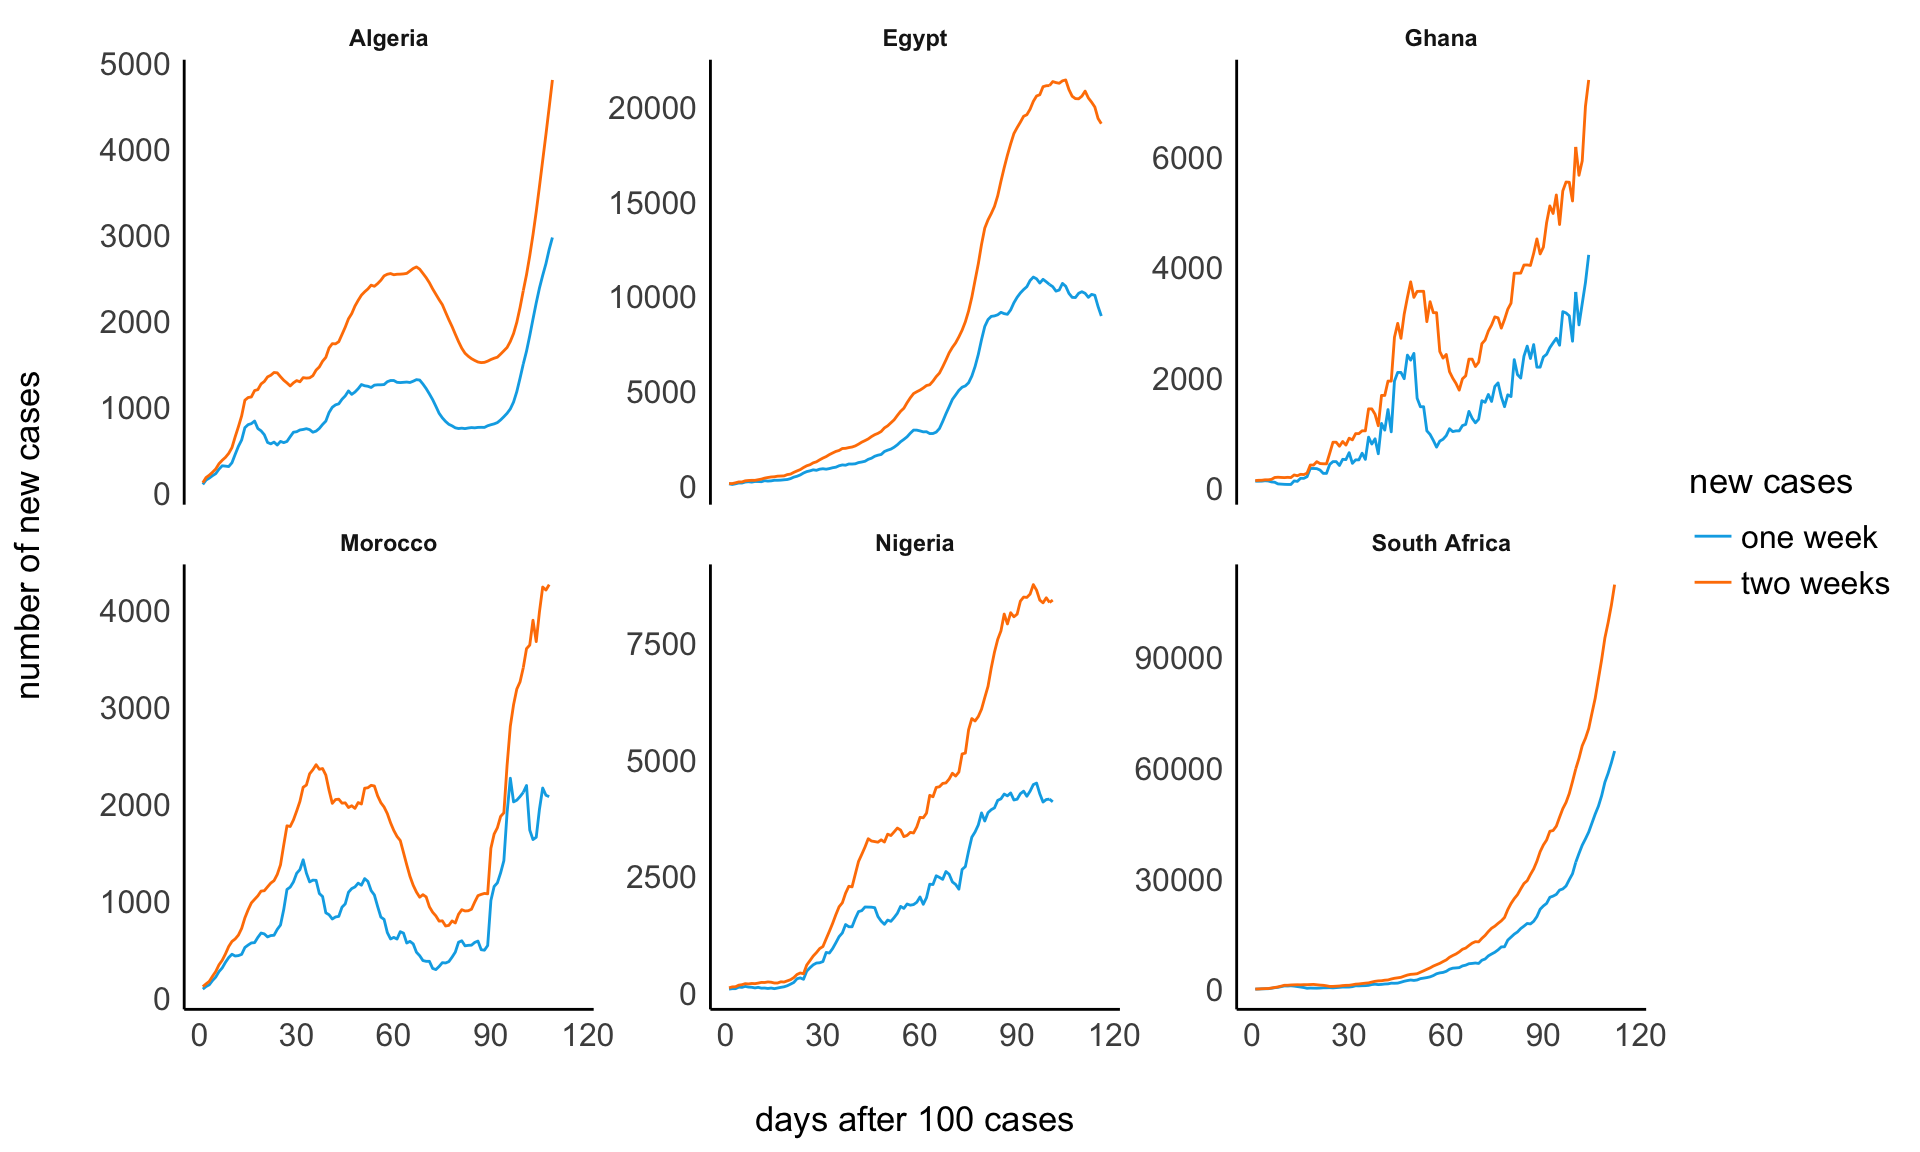 Algeria
Egypt
Ghana
5000
4000
3000
2000
1000
0
20000
15000
10000
5000
0
6000
4000
2000
0
Morocco
Nigeria
South Africa
4000
3000
2000
1000
0
7500
5000
2500
0
90000
60000
30000
0
0 30 60 90 120
0 30 60 90 120
0 30 60 90 120
number of new cases
days after 100 cases
new cases
one week
two weeks